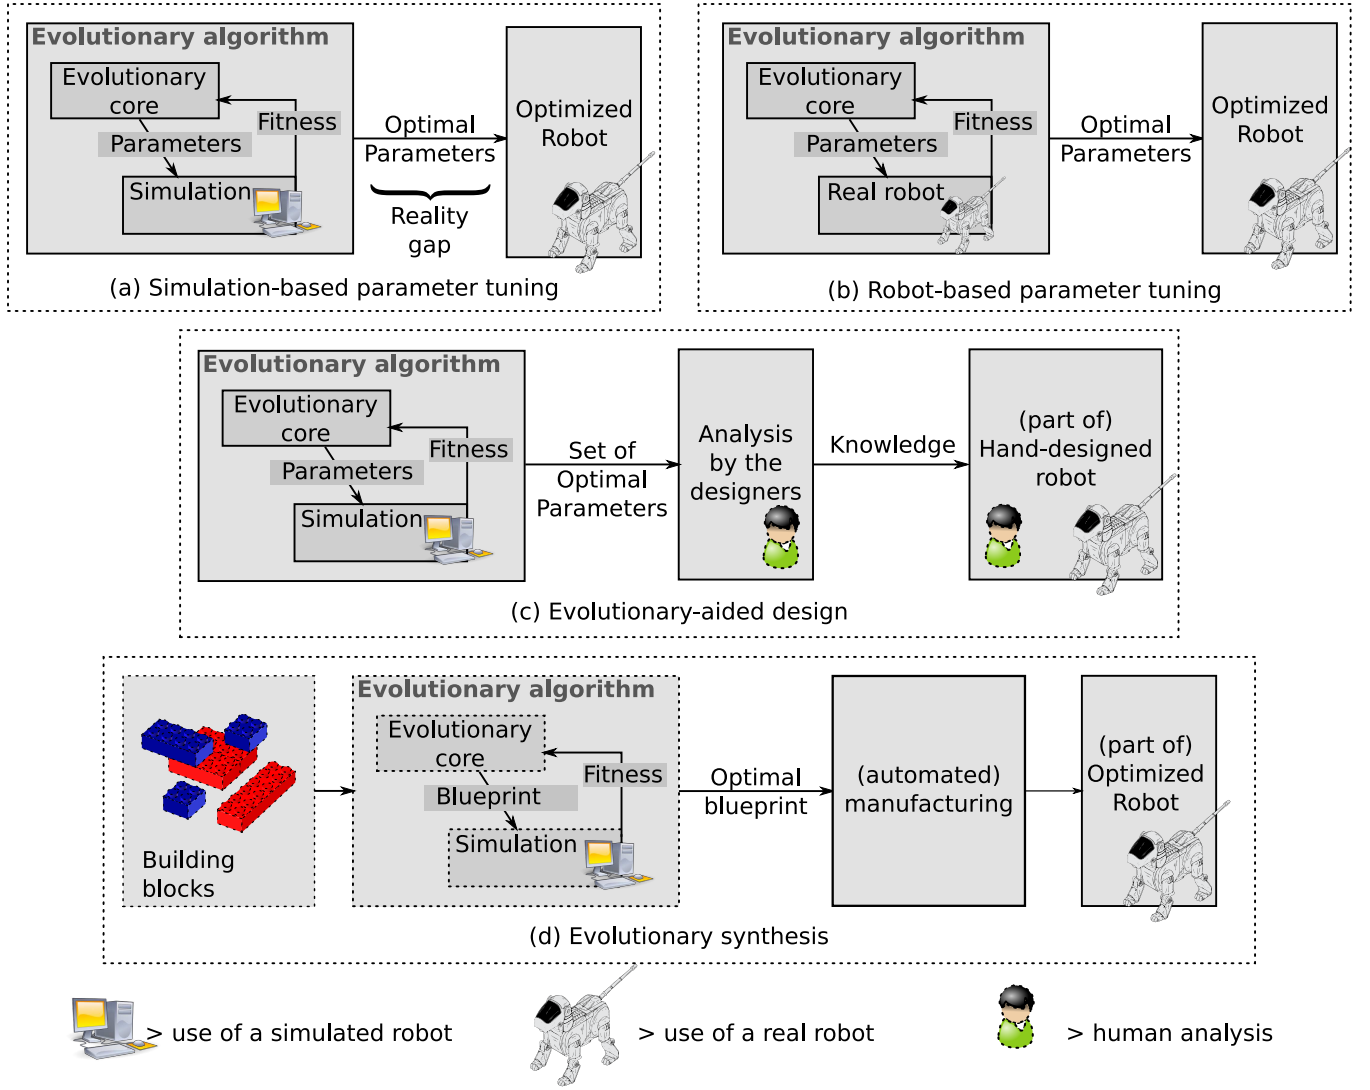 Evolutionary algorithm
Evolutionary
core
Fitness
Parameters
Simulation
Optimal
Parameters
Reality
gap
Optimized
Robot
(a) Simulation-based parameter tuning
Evolutionary algorithm
Evolutionary
core
Fitness
Parameters
Real robot
Optimal
Parameters
Optimized
Robot
(b) Robot-based parameter tuning
Evolutionary algorithm
Evolutionary
core
Fitness
Parameters
Simulation
Set of
Optimal
Parameters
Analysis
by the
designers
Knowledge
(part of)
Hand-designed
robot
(c) Evolutionary-aided design
Building
blocks
Evolutionary algorithm
Evolutionary
core
Fitness
Blueprint
Simulation
Optimal
blueprint
(automated)
manufacturing
(part of)
Optimized
Robot
(d) Evolutionary synthesis
> use of a simulated robot
> use of a real robot
> human analysis